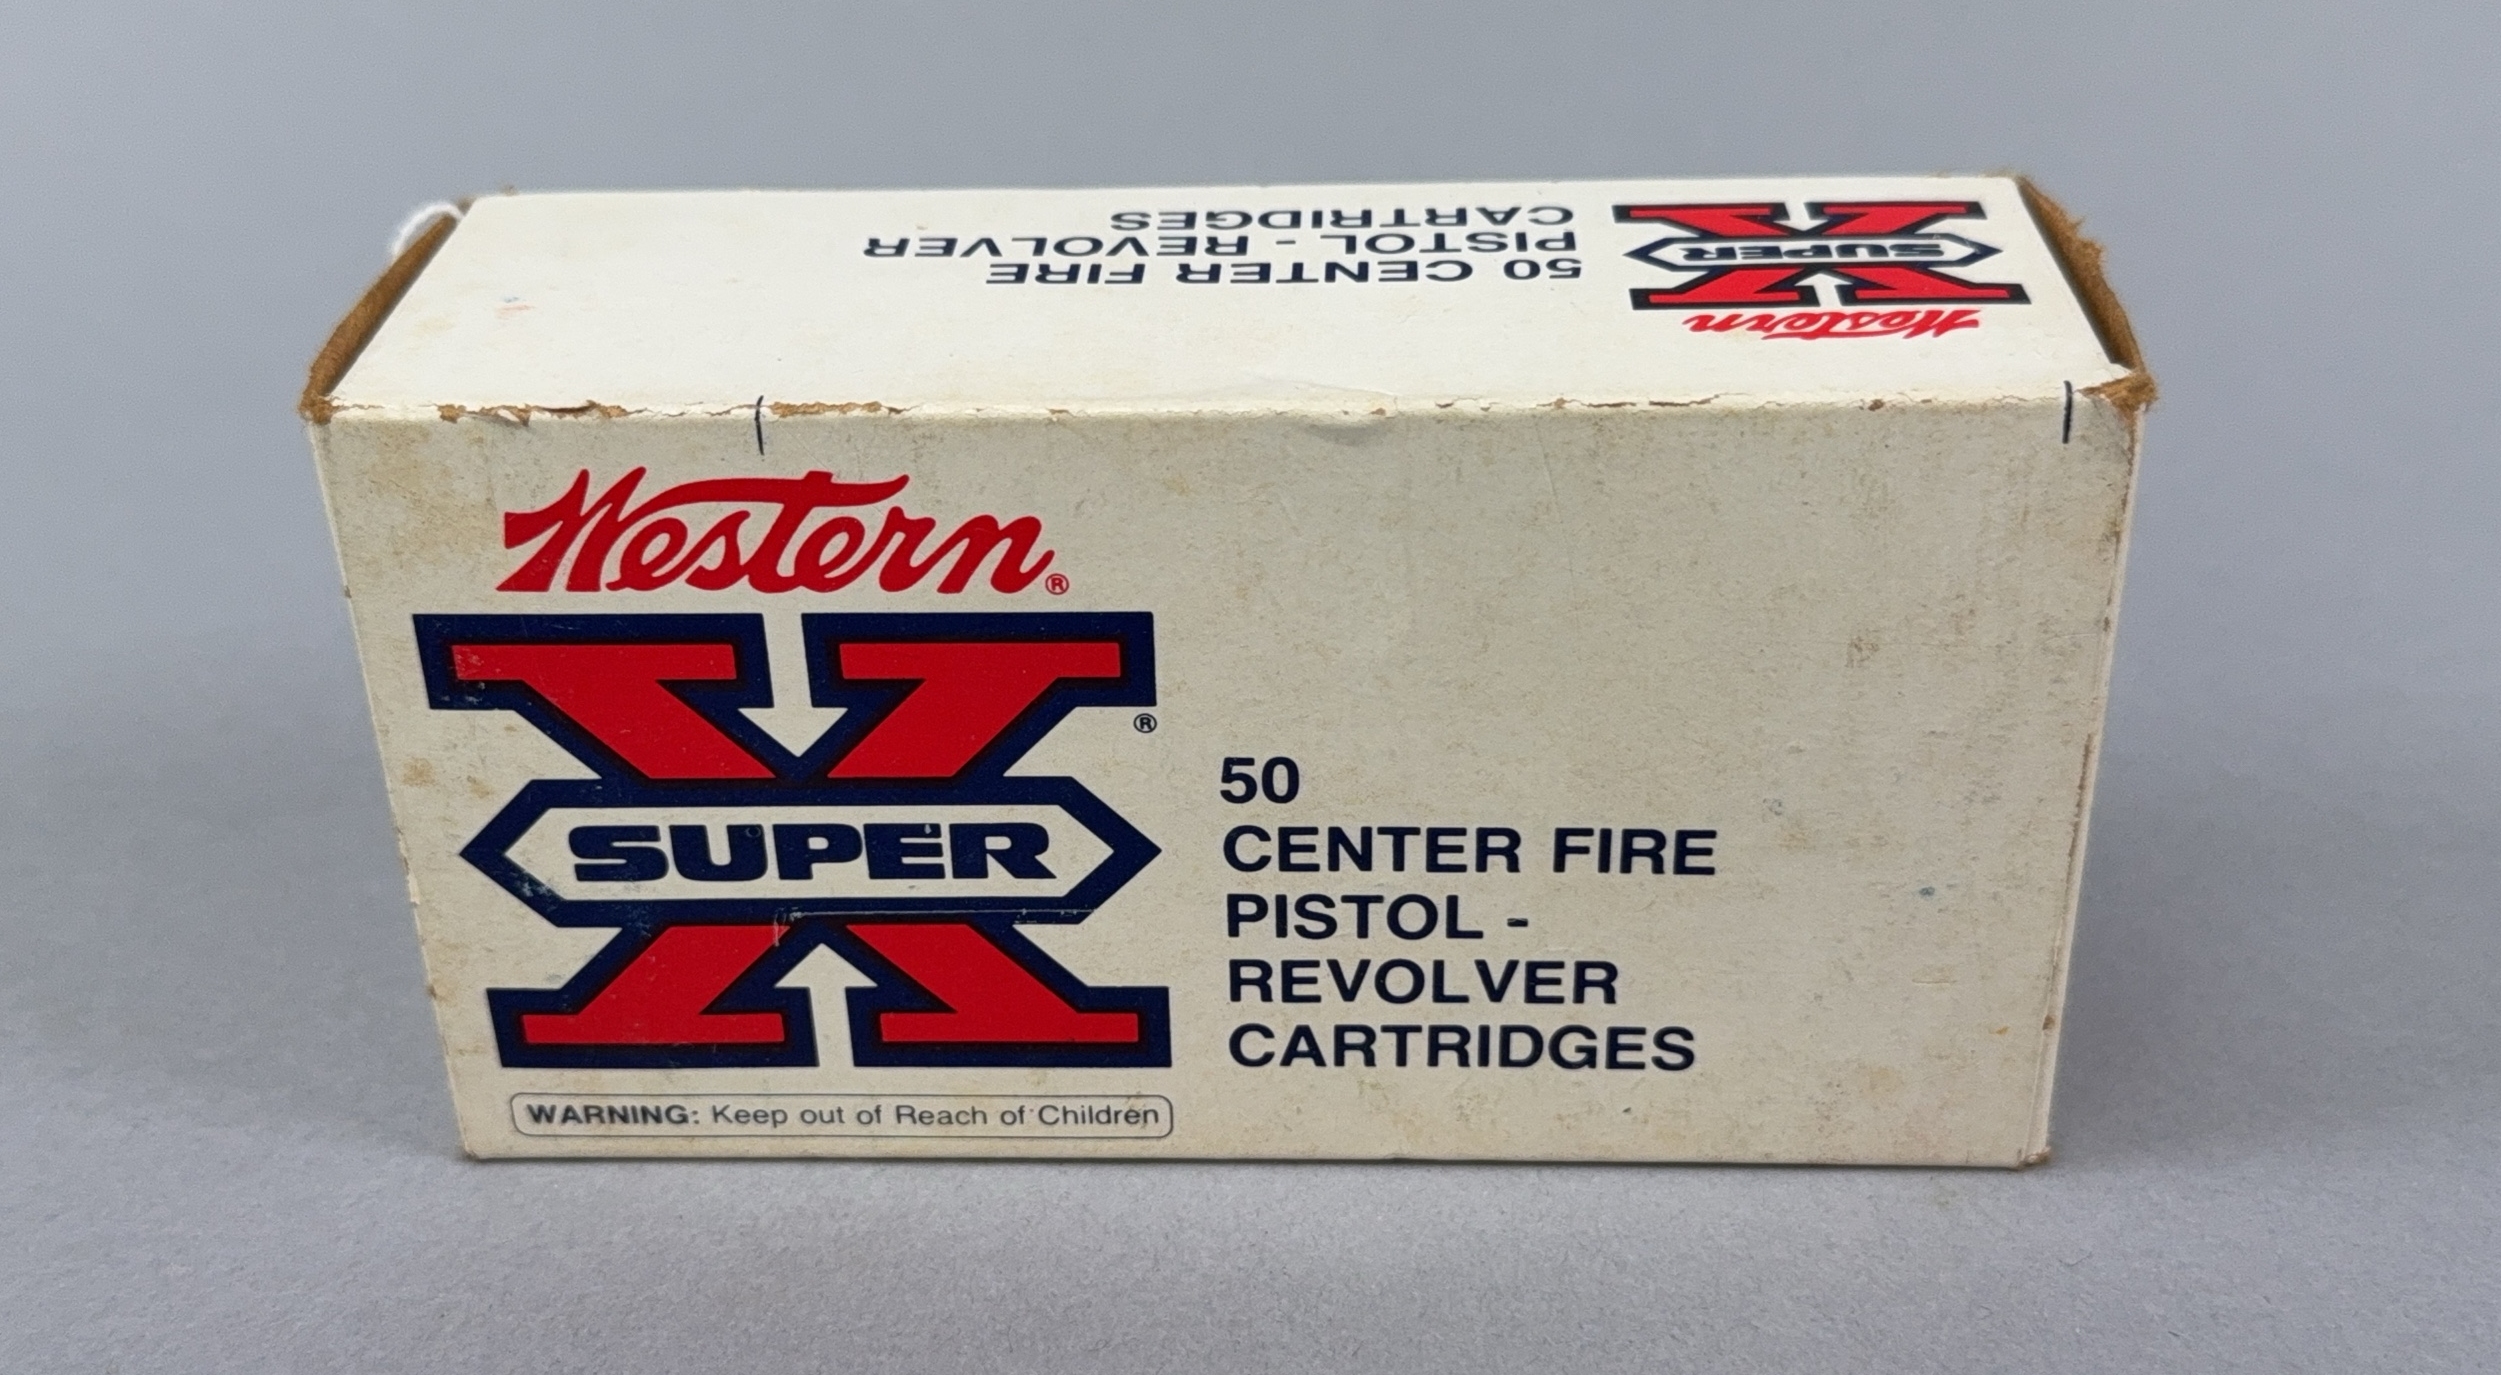 50 CENTER FIRE
PISTOL - REVOLVER
CARTRIDGES
Western
SUPER
X
Western®
SUPER
X®
50
CENTER FIRE
PISTOL -
REVOLVER
CARTRIDGES
WARNING: Keep out of Reach of Children